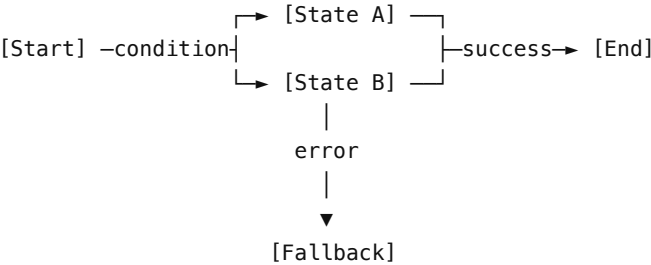 [State A]
[Start] condition success [End]
[State B]
error
[Fallback]